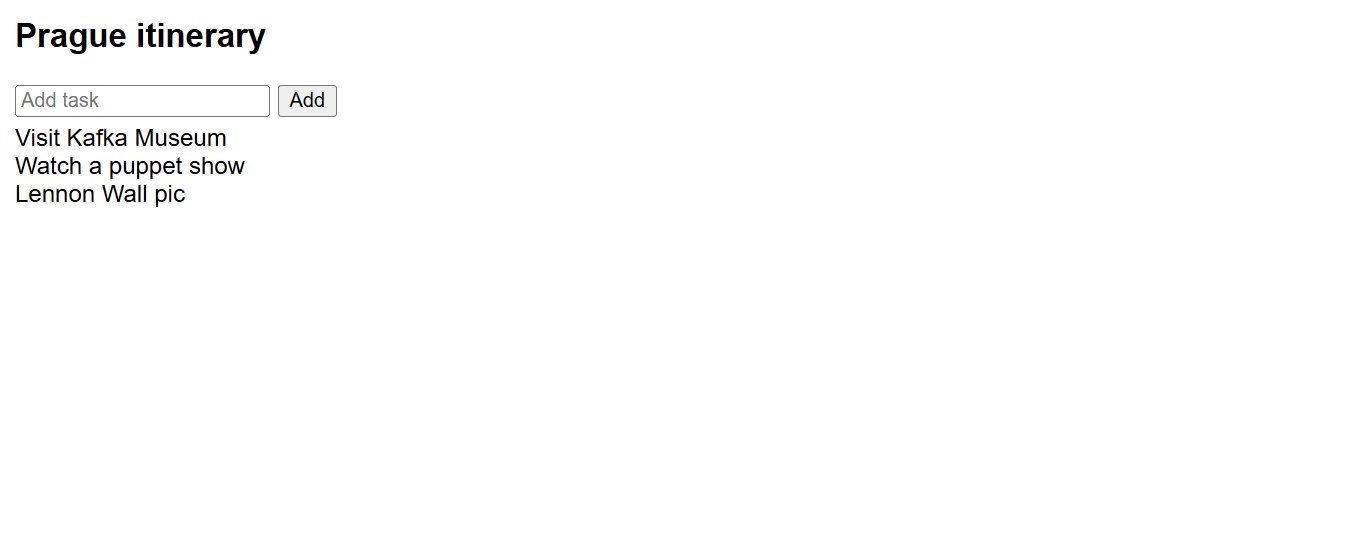 Prague itinerary
Add task Add
Visit Kafka Museum
Watch a puppet show
Lennon Wall pic